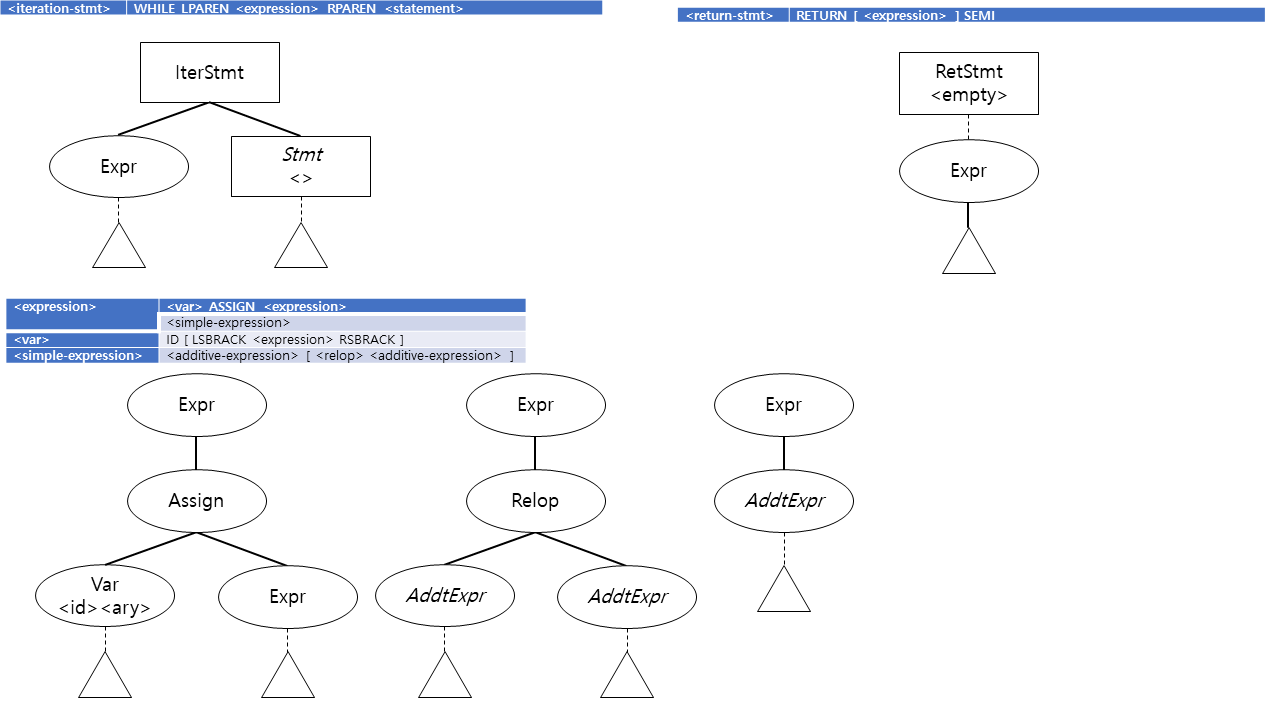 <iteration-stmt> WHILE LPAREN <expression> RPAREN <statement>
<return-stmt> RETURN [ <expression> ] SEMI
IterStmt
Expr
Stmt
<>
RetStmt
<empty>
Expr
<expression> <var> ASSIGN <expression>
<simple-expression>
<var> ID [ LSBRACK <expression> RSBRACK ]
<simple-expression> <additive-expression> [ <relop> <additive-expression> ]
Expr
Expr
Expr
Assign
Relop
AddtExpr
Var
<id><ary>
Expr
AddtExpr
AddtExpr